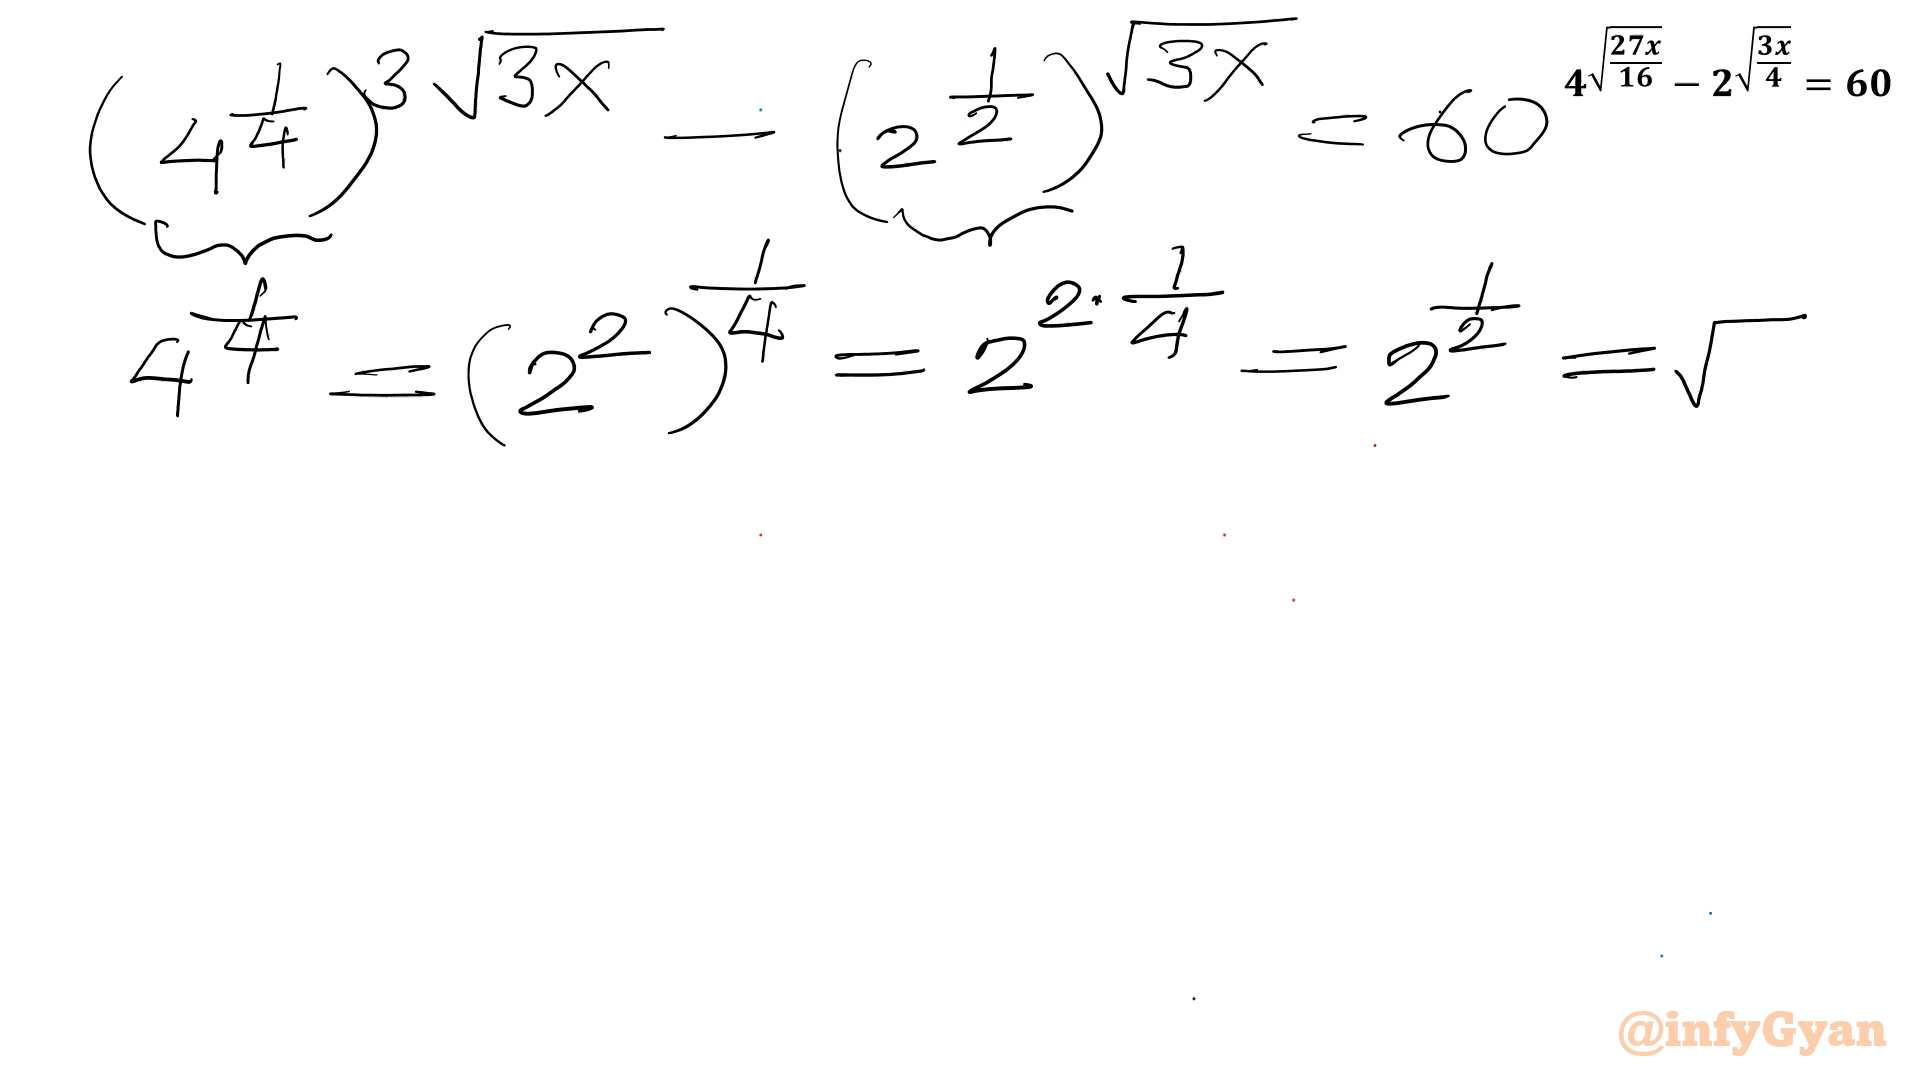 (4^(1/4))^(3√(3x)) − (2^(1/2))^(√(3x)) = 60
4^(√(27x/16)) − 2^(√(3x/4)) = 60
4^(1/4) = (2^2)^(1/4) = 2^(2·1/4) = 2^(1/2) = √
@infyGyan